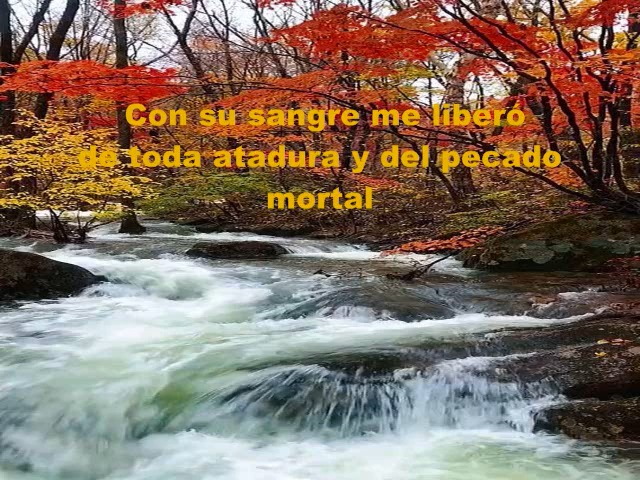 Con su sangre me liberó
de toda atadura y del pecado
mortal